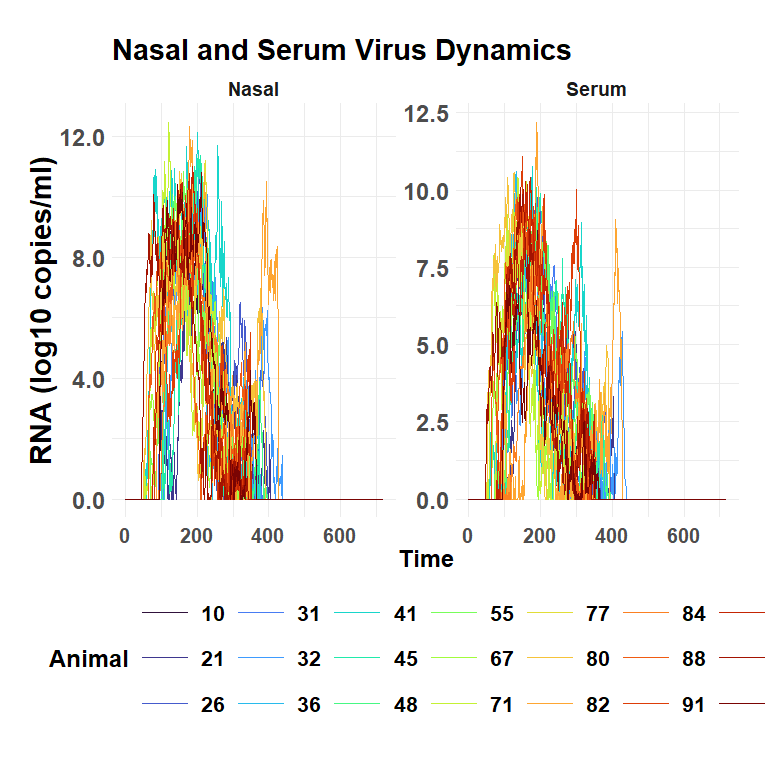 Nasal and Serum Virus Dynamics
Nasal Serum
RNA (log10 copies/ml)
12.0
8.0
4.0
0.0
12.5
10.0
7.5
5.0
2.5
0.0
0 200 400 600 0 200 400 600
Time
Animal
10 31 41 55 77 84
21 32 45 67 80 88
26 36 48 71 82 91